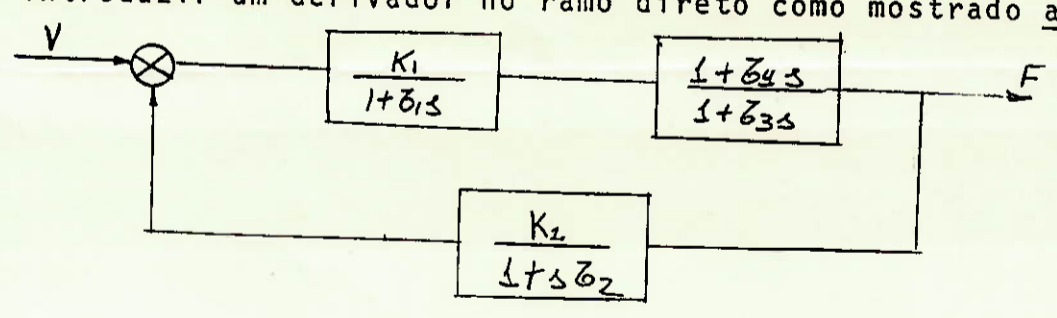 introduzir um derivador no ramo direto como mostrado a
V
K1
1+τ1s
1+τ4s
1+τ3s
F
K2
1+sτ2